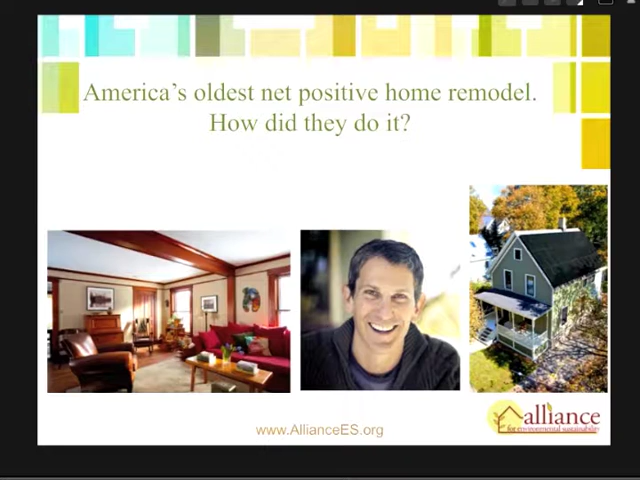 America's oldest net positive home remodel.
How did they do it?
alliance
for environmental sustainability
www.AllianceES.org